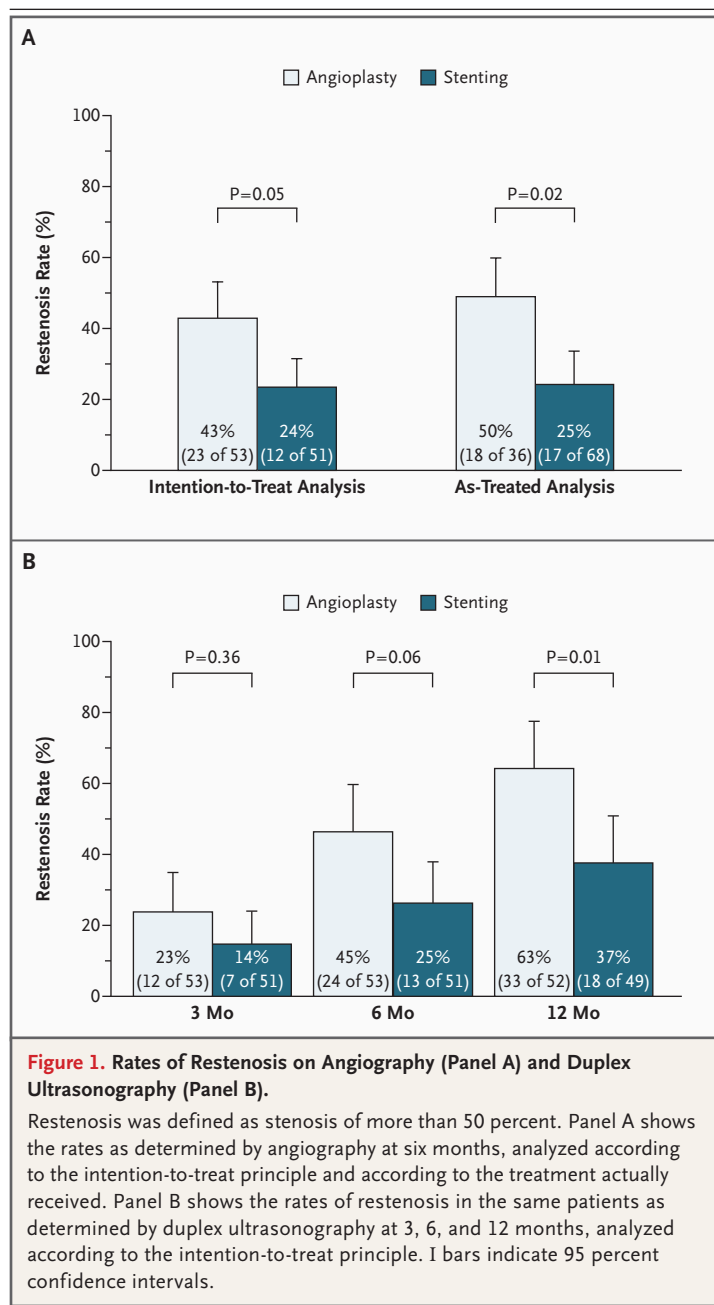 A
Angioplasty Stenting
100
80
60
40
20
0
Restenosis Rate (%)
P=0.05
P=0.02
43%
(23 of 53)
24%
(12 of 51)
50%
(18 of 36)
25%
(17 of 68)
Intention-to-Treat Analysis
As-Treated Analysis
B
Angioplasty Stenting
100
80
60
40
20
0
Restenosis Rate (%)
P=0.36
P=0.06
P=0.01
23%
(12 of 53)
14%
(7 of 51)
45%
(24 of 53)
25%
(13 of 51)
63%
(33 of 52)
37%
(18 of 49)
3 Mo
6 Mo
12 Mo
Figure 1. Rates of Restenosis on Angiography (Panel A) and Duplex
Ultrasonography (Panel B).
Restenosis was defined as stenosis of more than 50 percent. Panel A shows
the rates as determined by angiography at six months, analyzed according
to the intention-to-treat principle and according to the treatment actually
received. Panel B shows the rates of restenosis in the same patients as
determined by duplex ultrasonography at 3, 6, and 12 months, analyzed
according to the intention-to-treat principle. I bars indicate 95 percent
confidence intervals.